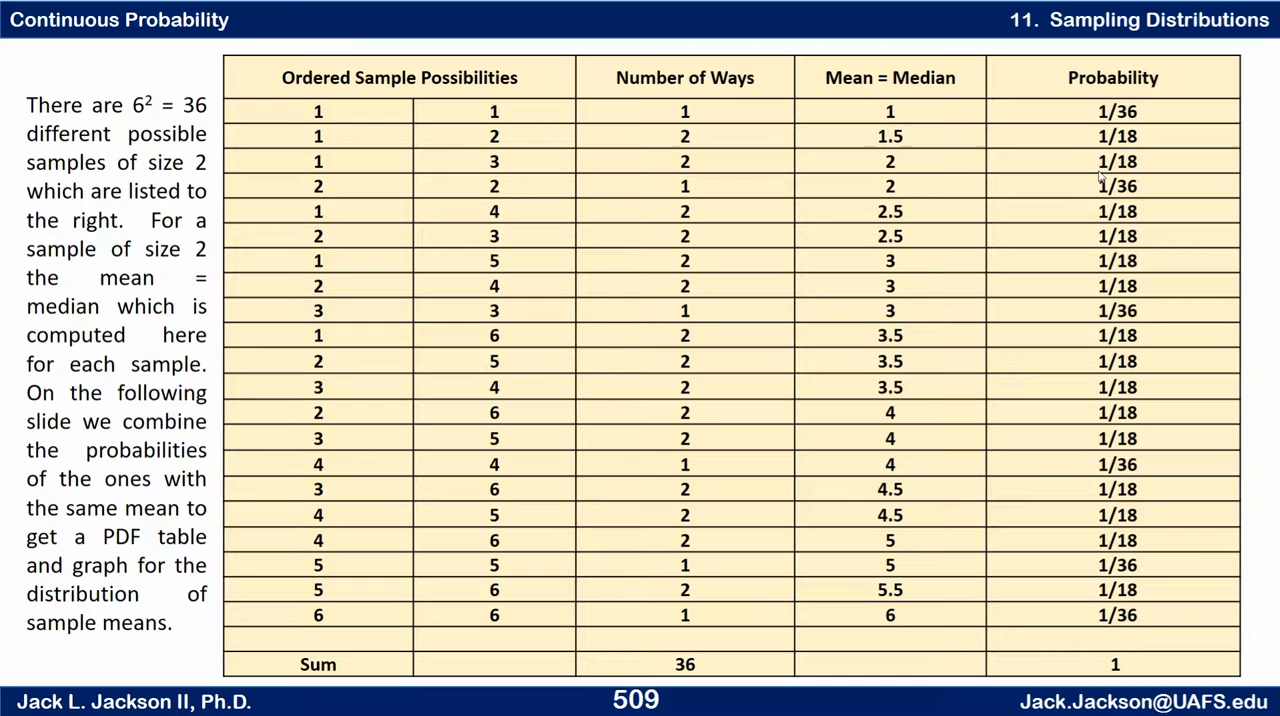 Continuous Probability
11. Sampling Distributions
There are 6² = 36
different possible
samples of size 2
which are listed to
the right. For a
sample of size 2
the mean =
median which is
computed here
for each sample.
On the following
slide we combine
the probabilities
of the ones with
the same mean to
get a PDF table
and graph for the
distribution of
sample means.
Ordered Sample Possibilities Number of Ways Mean = Median Probability
1 1 1 1 1/36
1 2 2 1.5 1/18
1 3 2 2 1/18
2 2 1 2 1/36
1 4 2 2.5 1/18
2 3 2 2.5 1/18
1 5 2 3 1/18
2 4 2 3 1/18
3 3 1 3 1/36
1 6 2 3.5 1/18
2 5 2 3.5 1/18
3 4 2 3.5 1/18
2 6 2 4 1/18
3 5 2 4 1/18
4 4 1 4 1/36
3 6 2 4.5 1/18
4 5 2 4.5 1/18
4 6 2 5 1/18
5 5 1 5 1/36
5 6 2 5.5 1/18
6 6 1 6 1/36
Sum 36 1
Jack L. Jackson II, Ph.D.
509
Jack.Jackson@UAFS.edu